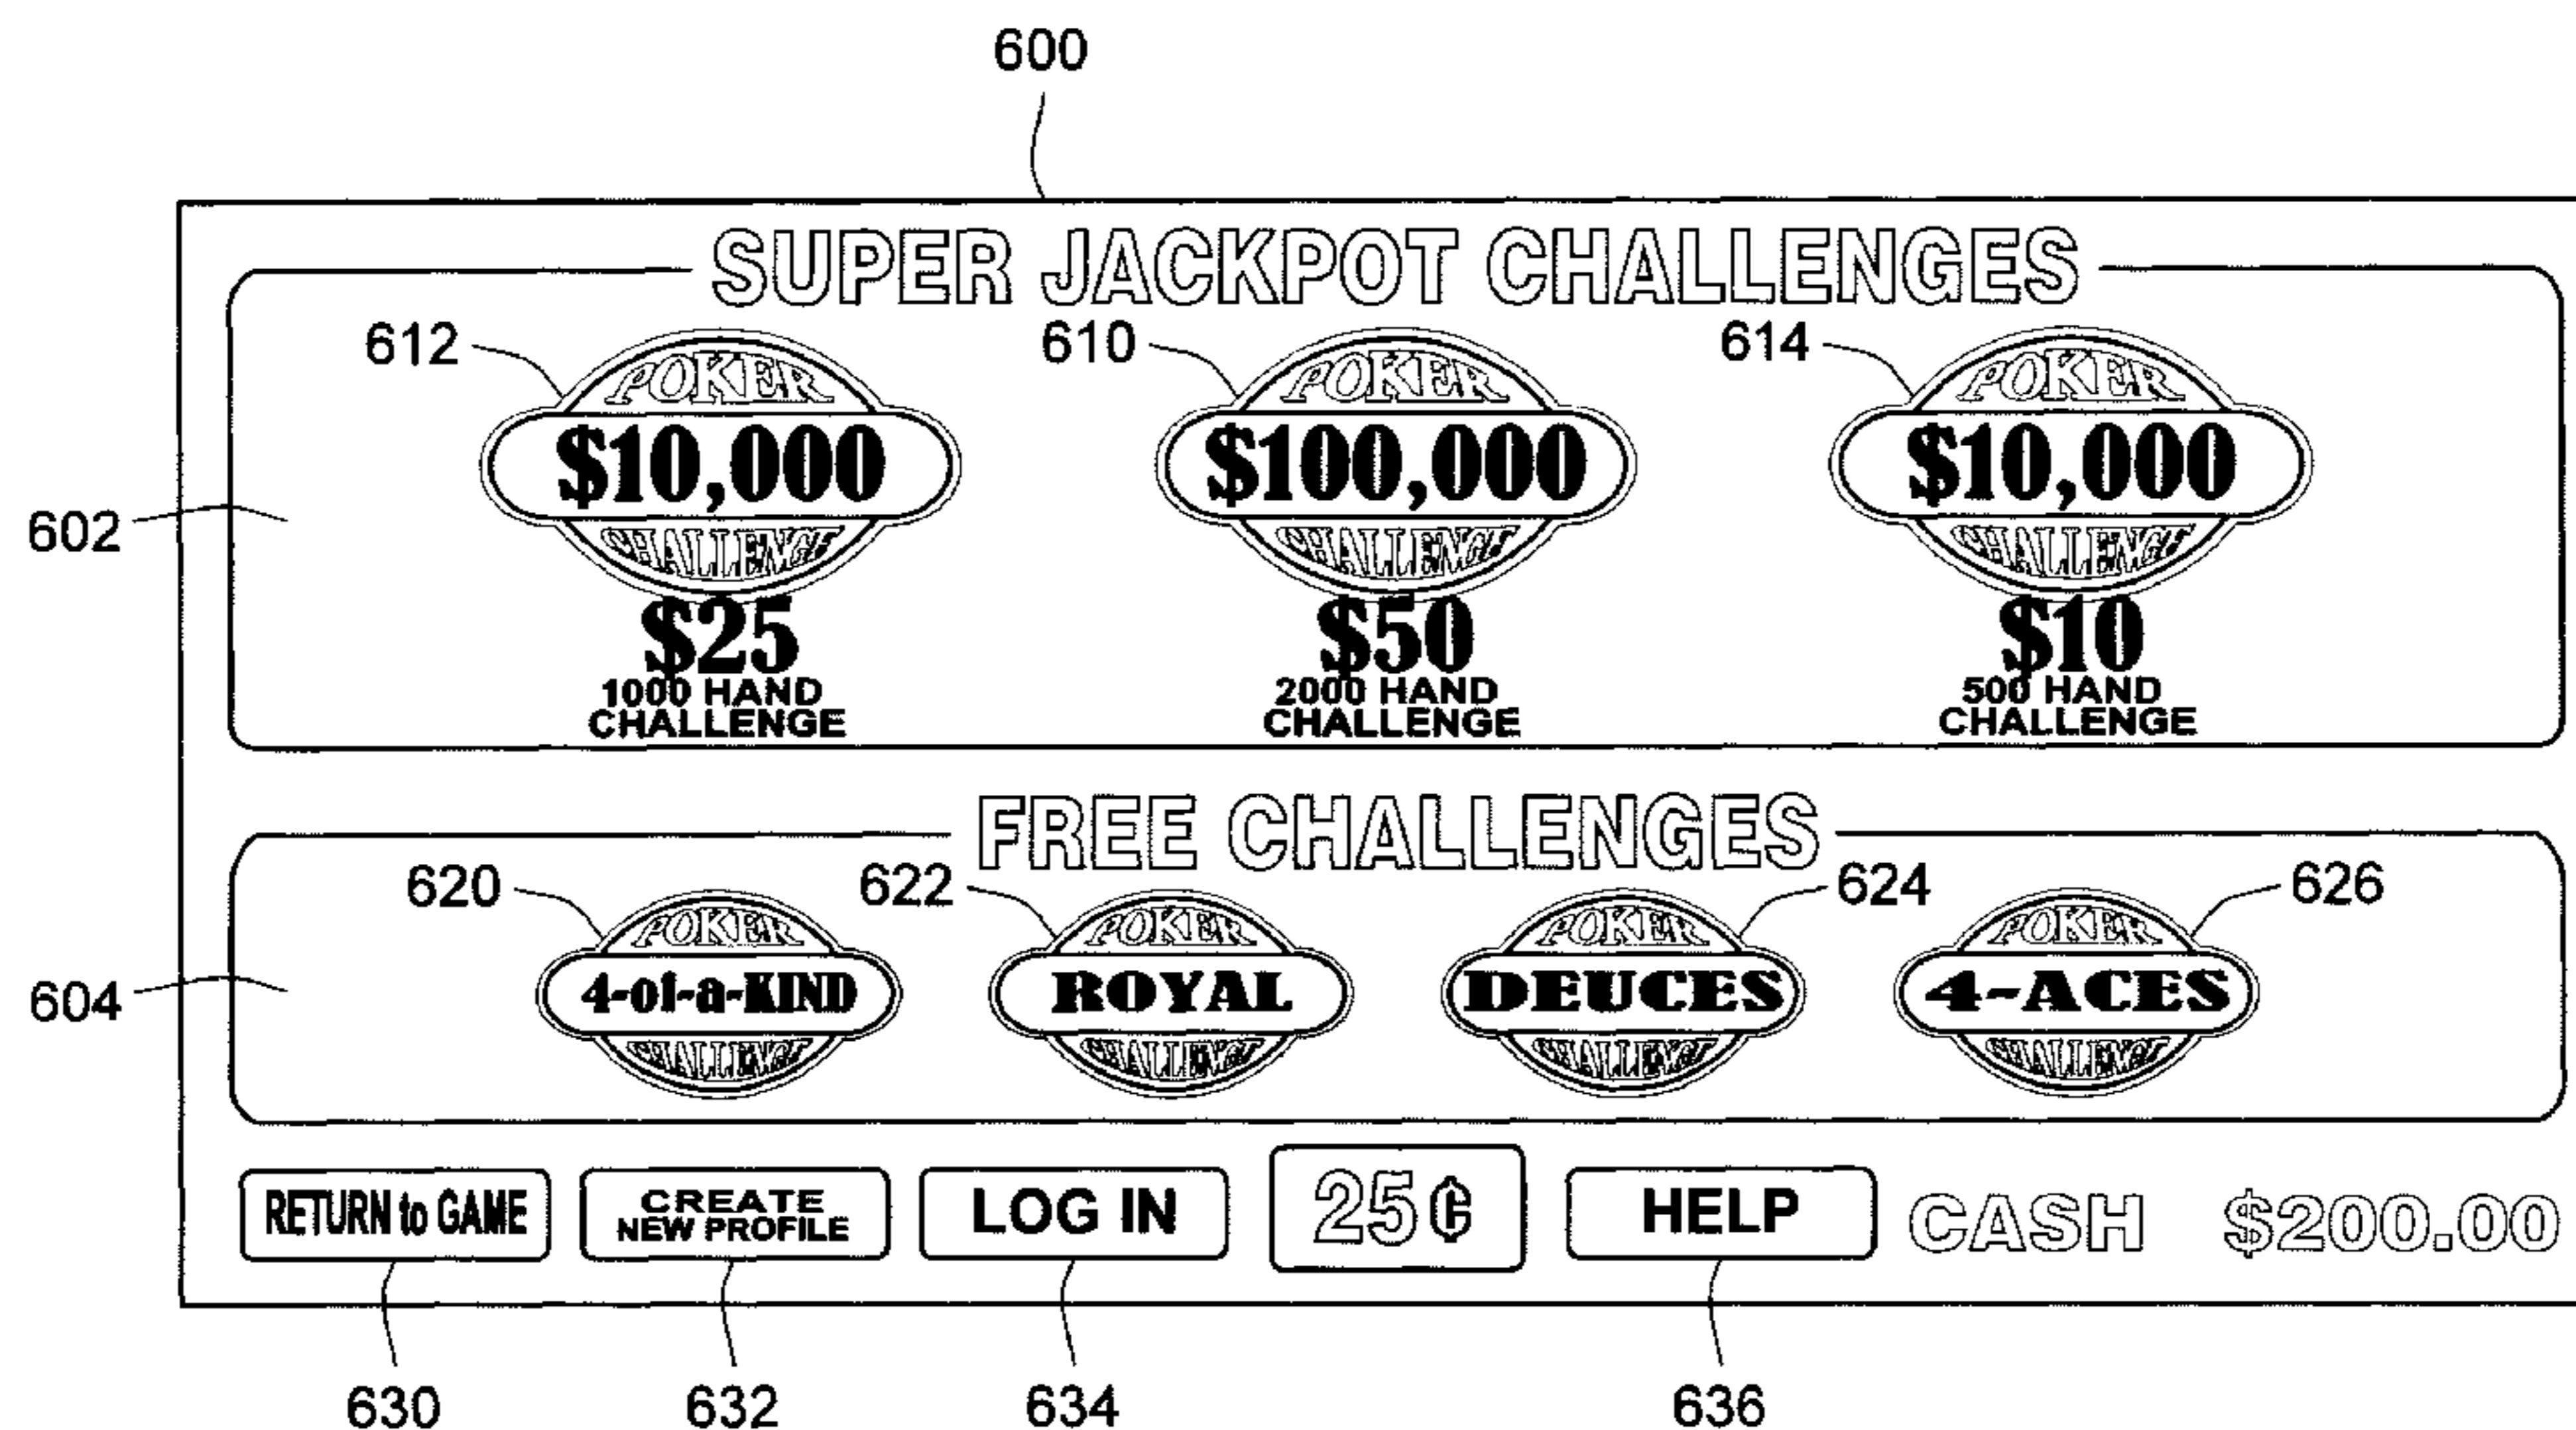 600
SUPER JACKPOT CHALLENGES
612 610 614
POKER POKER POKER
$10,000 $100,000 $10,000
602
CHALLENGE CHALLENGE CHALLENGE
$25 $50 $10
1000 HAND 2000 HAND 500 HAND
CHALLENGE CHALLENGE CHALLENGE
FREE CHALLENGES
620 622 624 626
POKER POKER POKER POKER
604 4-of-a-KIND ROYAL DEUCES 4-ACES
CHALLENGE CHALLENGE CHALLENGE CHALLENGE
RETURN to GAME CREATE LOG IN 25¢ HELP CASH $200.00
NEW PROFILE
630 632 634 636